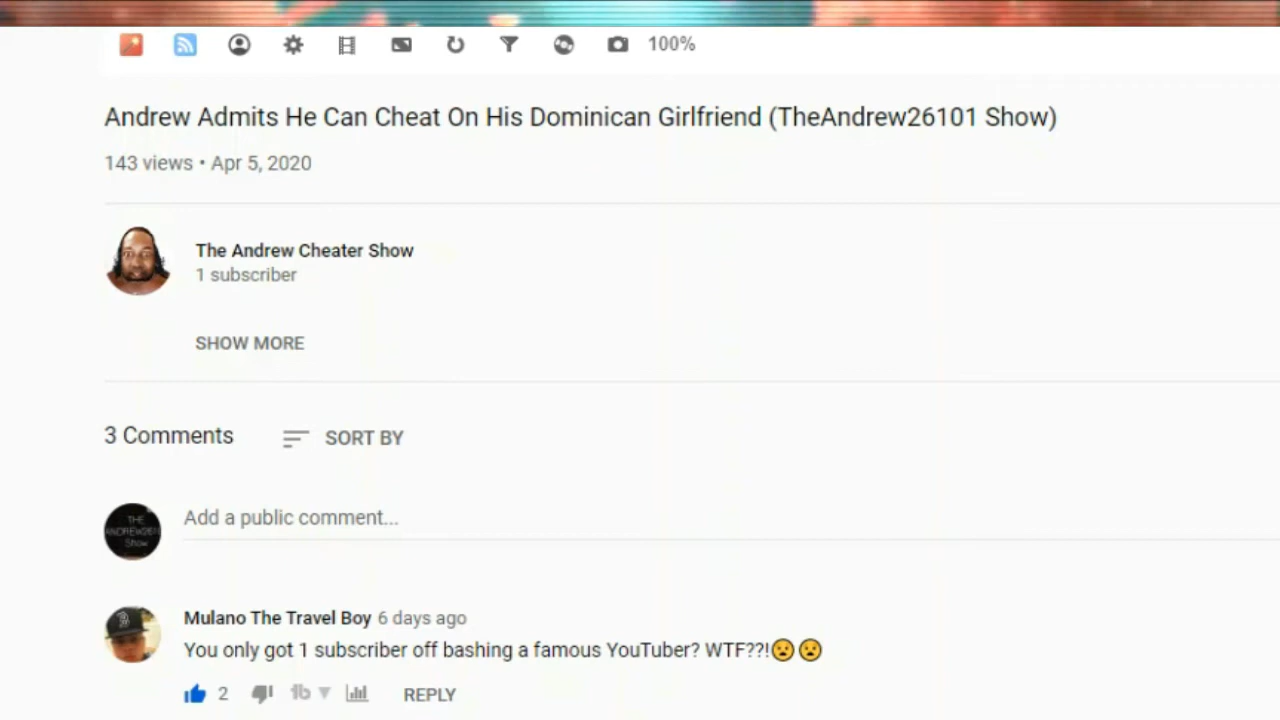 100%
Andrew Admits He Can Cheat On His Dominican Girlfriend (TheAndrew26101 Show)
143 views • Apr 5, 2020
The Andrew Cheater Show
1 subscriber
SHOW MORE
3 Comments SORT BY
THE
Show
Add a public comment...
Mulano The Travel Boy 6 days ago
You only got 1 subscriber off bashing a famous YouTuber? WTF??!😧😧
2 REPLY